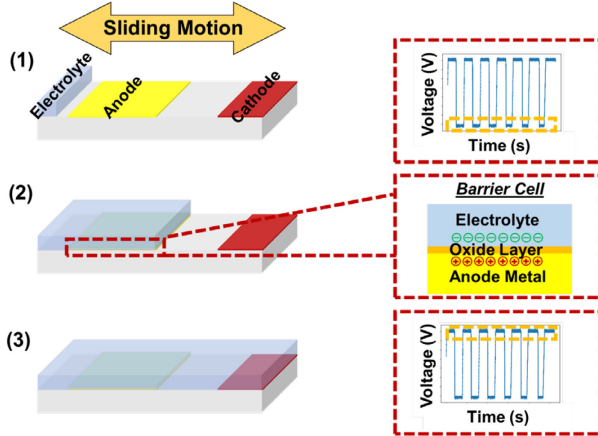 Sliding Motion
(1)
Electrolyte
Anode
Cathode
Voltage (V)
Time (s)
(2)
Barrier Cell
Electrolyte
Oxide Layer
Anode Metal
(3)
Voltage (V)
Time (s)